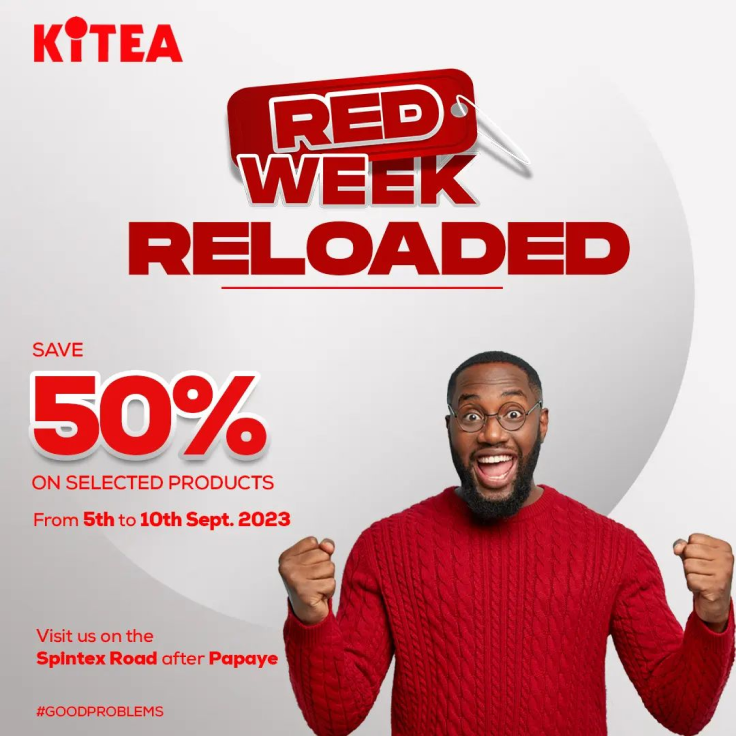 KiTEA
RED
WEEK
RELOADED
SAVE
50%
ON SELECTED PRODUCTS
From 5th to 10th Sept. 2023
Visit us on the
Spintex Road after Papaye
#GOODPROBLEMS